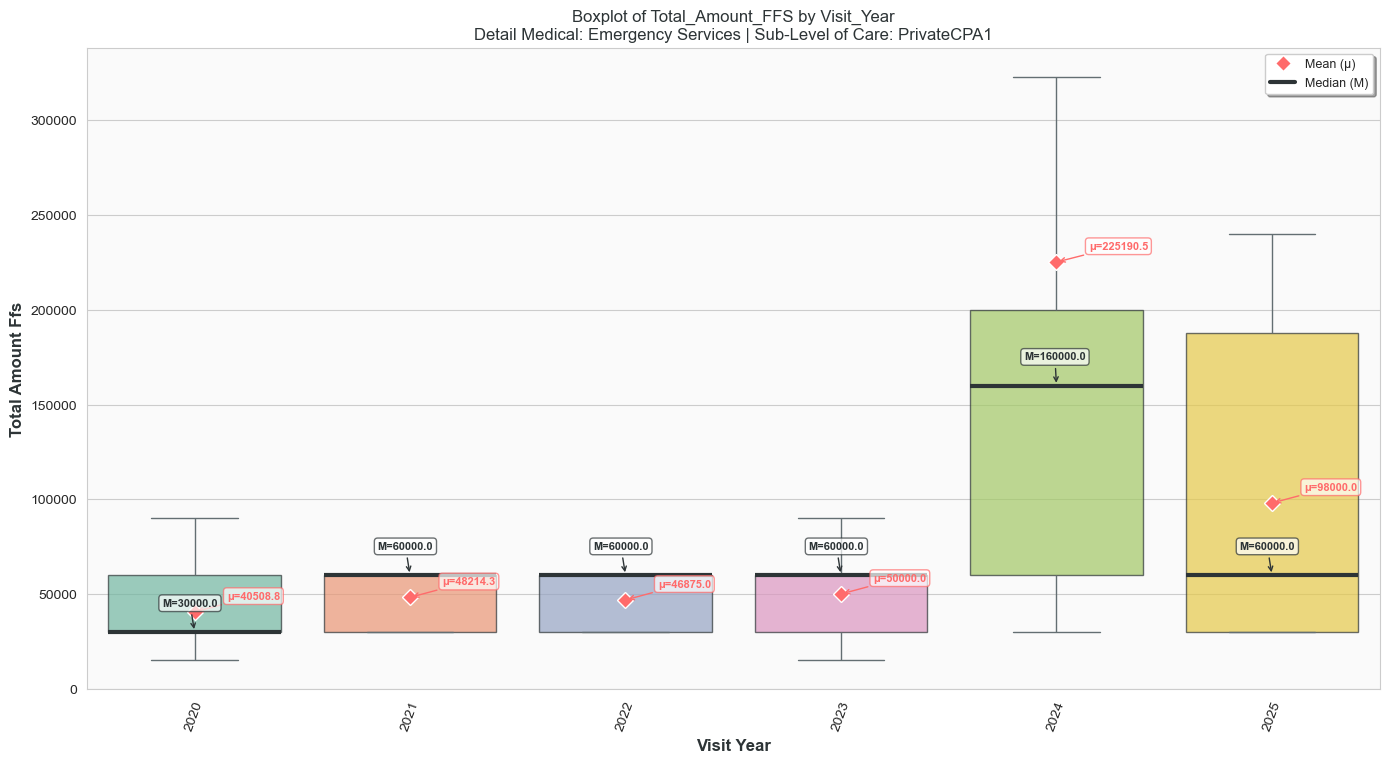 Boxplot of Total_Amount_FFS by Visit_Year
Detail Medical: Emergency Services | Sub-Level of Care: PrivateCPA1
Mean (μ)
Median (M)
Total Amount Ffs
300000
250000
200000
150000
100000
50000
0
M=30000.0
μ=40508.8
M=60000.0
μ=48214.3
M=60000.0
μ=46875.0
M=60000.0
μ=50000.0
μ=225190.5
M=160000.0
μ=98000.0
M=60000.0
2020
2021
2022
2023
2024
2025
Visit Year